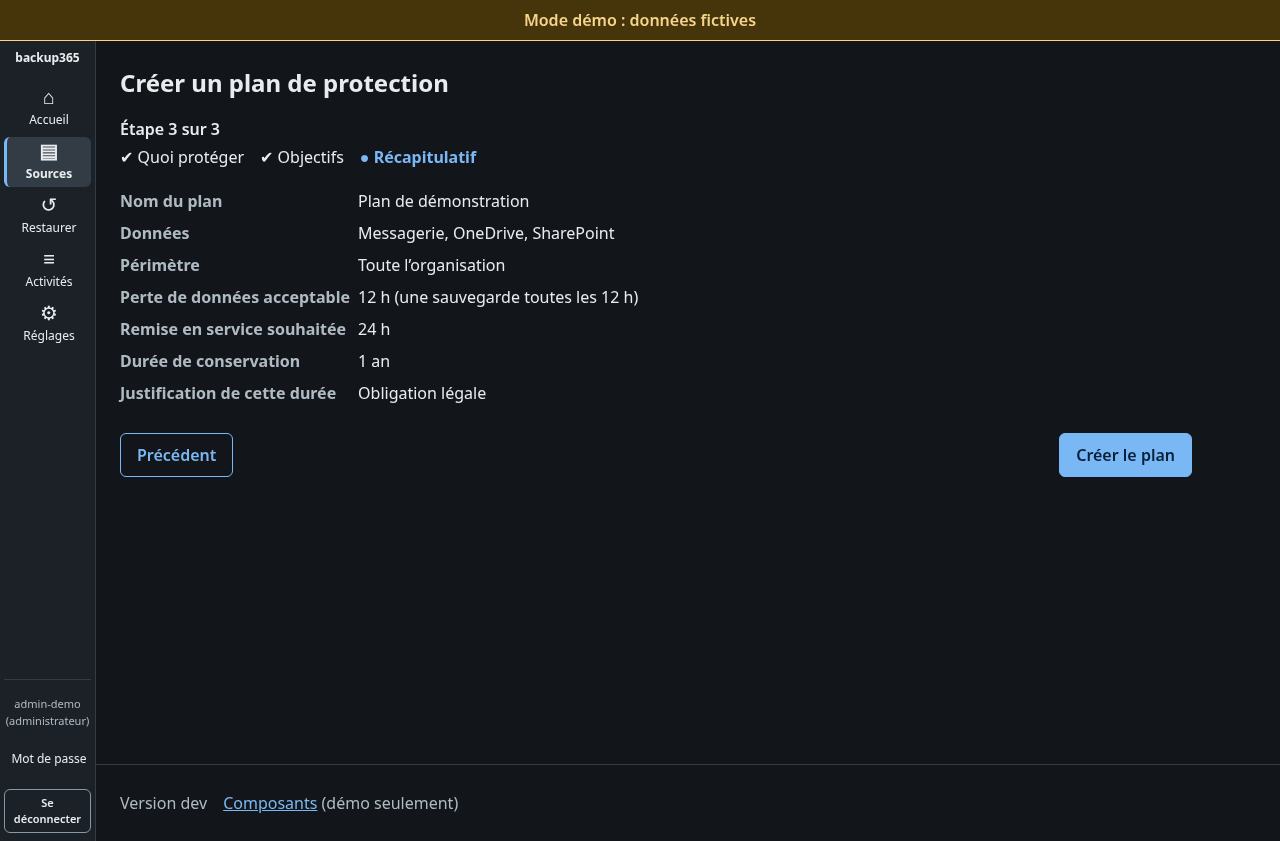 Mode démo : données fictives
backup365
Accueil
Sources
Restaurer
Activités
Réglages
admin-demo
(administrateur)
Mot de passe
Se
déconnecter
Créer un plan de protection
Étape 3 sur 3
✔ Quoi protéger ✔ Objectifs ● Récapitulatif
Nom du plan Plan de démonstration
Données Messagerie, OneDrive, SharePoint
Périmètre Toute l’organisation
Perte de données acceptable 12 h (une sauvegarde toutes les 12 h)
Remise en service souhaitée 24 h
Durée de conservation 1 an
Justification de cette durée Obligation légale
Précédent Créer le plan
Version dev Composants (démo seulement)